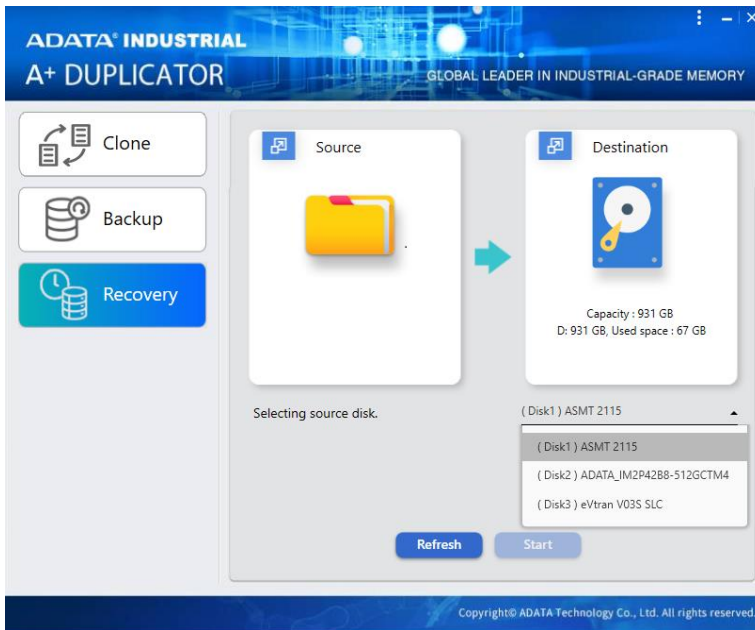 ADATA® INDUSTRIAL
A+ DUPLICATOR
GLOBAL LEADER IN INDUSTRIAL-GRADE MEMORY
Clone
Backup
Recovery
Source
.
Destination
Capacity : 931 GB
D: 931 GB, Used space : 67 GB
Selecting source disk.
( Disk1 ) ASMT 2115
( Disk1 ) ASMT 2115
( Disk2 ) ADATA_IM2P42B8-512GCTM4
( Disk3 ) eVtran V03S SLC
Refresh
Start
Copyright© ADATA Technology Co., Ltd. All rights reserved.